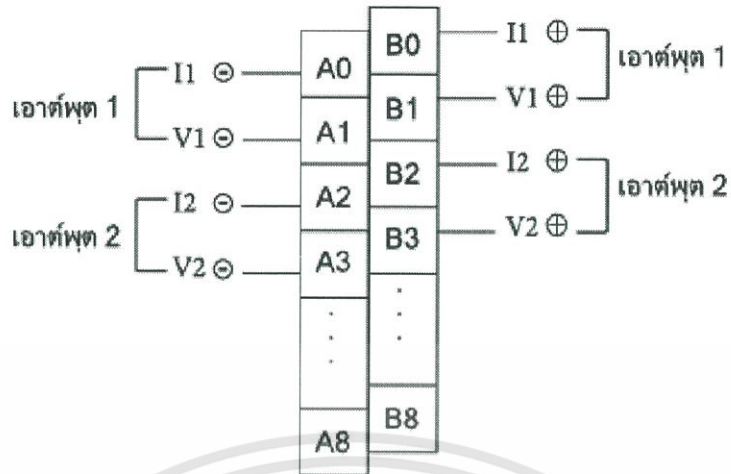 B0 I1 ⊕
I1 ⊖ A0 เอาต์พุต 1
เอาต์พุต 1 B1 V1 ⊕
V1 ⊖ A1
B2 I2 ⊕
I2 ⊖ A2 เอาต์พุต 2
เอาต์พุต 2 B3 V2 ⊕
V2 ⊖ A3
B8
A8